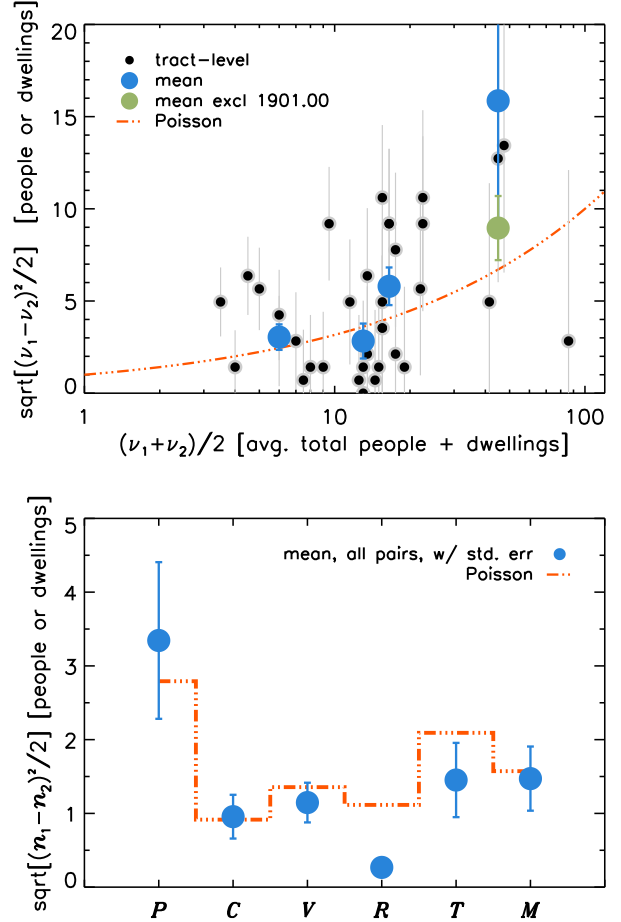 sqrt[(ν₁−ν₂)²/2] [people or dwellings]
20
15
10
5
0
tract−level
mean
mean excl 1901.00
Poisson
1
10
100
(ν₁+ν₂)/2 [avg. total people + dwellings]
sqrt[(n₁−n₂)²/2] [people or dwellings]
5
4
3
2
1
0
mean, all pairs, w/ std. err
Poisson
P C V R T M